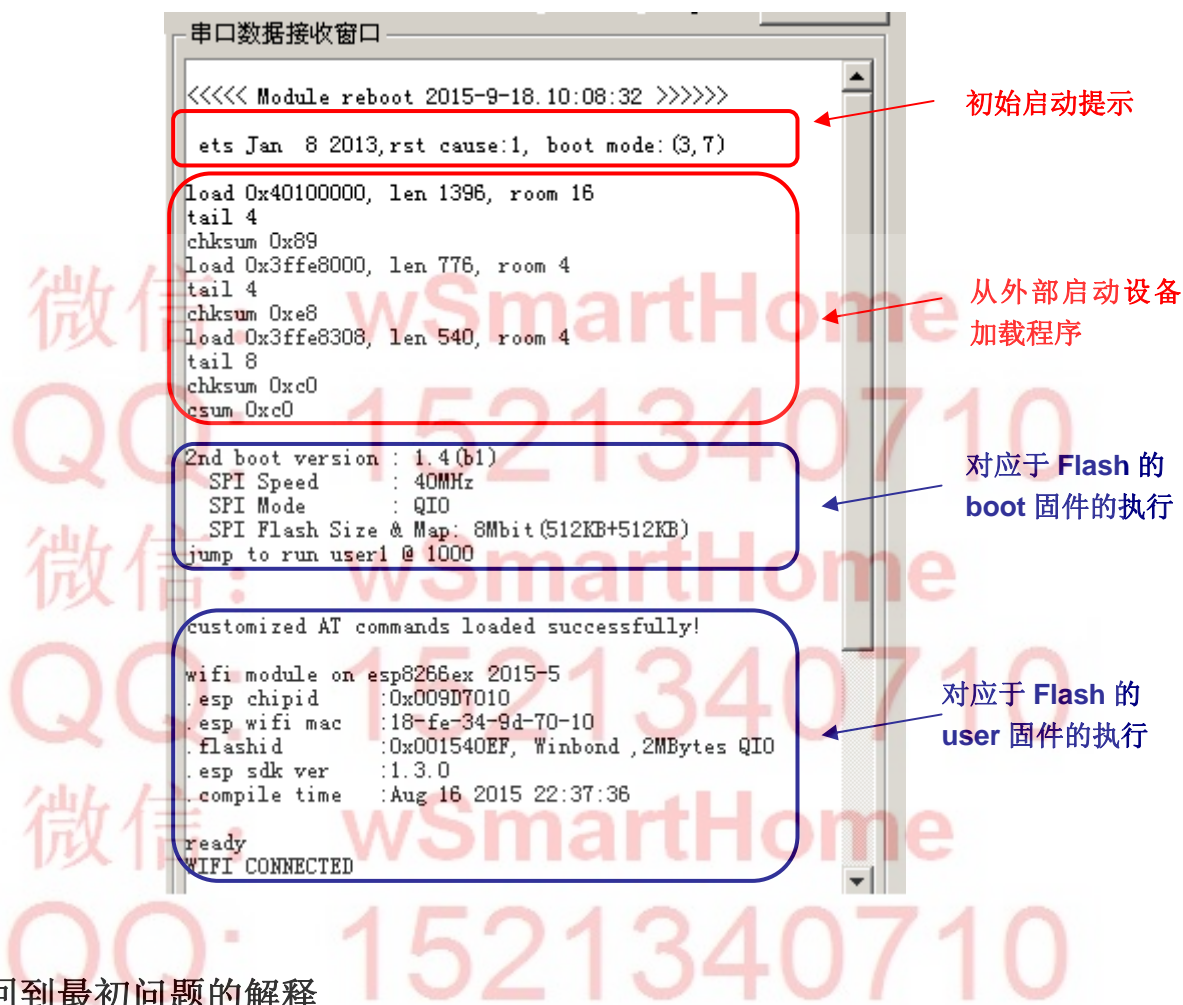 串口数据接收窗口
<<<<< Module reboot 2015-9-18.10:08:32 >>>>>>
初始启动提示
ets Jan  8 2013,rst cause:1, boot mode:(3,7)
load 0x40100000, len 1396, room 16
tail 4
chksum 0x89
load 0x3ffe8000, len 776, room 4
tail 4
chksum 0xe8
load 0x3ffe8308, len 540, room 4
tail 8
chksum 0xc0
csum 0xc0
从外部启动设备
加载程序
2nd boot version : 1.4(b1)
SPI Speed : 40MHz
SPI Mode : QIO
SPI Flash Size & Map: 8Mbit(512KB+512KB)
jump to run user1 @ 1000
对应于 Flash 的
boot 固件的执行
customized AT commands loaded successfully!
wifi module on esp8266ex 2015-5
.esp chipid :0x009D7010
.esp wifi mac :18-fe-34-9d-70-10
.flashid :0x001540EF, Winbond ,2MBytes QIO
.esp sdk ver :1.3.0
.compile time :Aug 16 2015 22:37:36
ready
WIFI CONNECTED
对应于 Flash 的
user 固件的执行
微信: wSmartHome
QQ: 1521340710
微信: wSmartHome
QQ: 1521340710
微信: wSmartHome
QQ: 1521340710
回到最初问题的解释